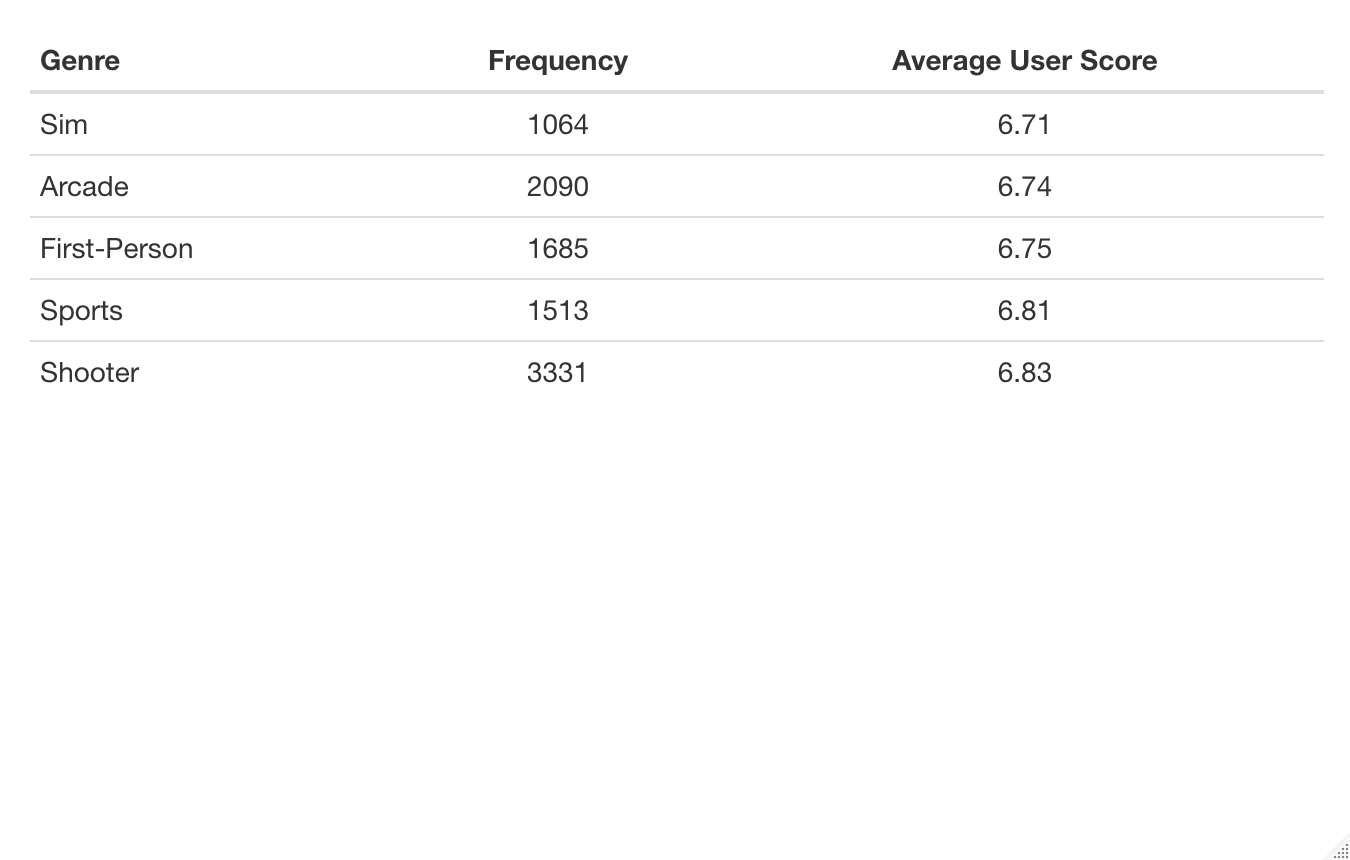 Genre Frequency Average User Score
Sim 1064 6.71
Arcade 2090 6.74
First-Person 1685 6.75
Sports 1513 6.81
Shooter 3331 6.83